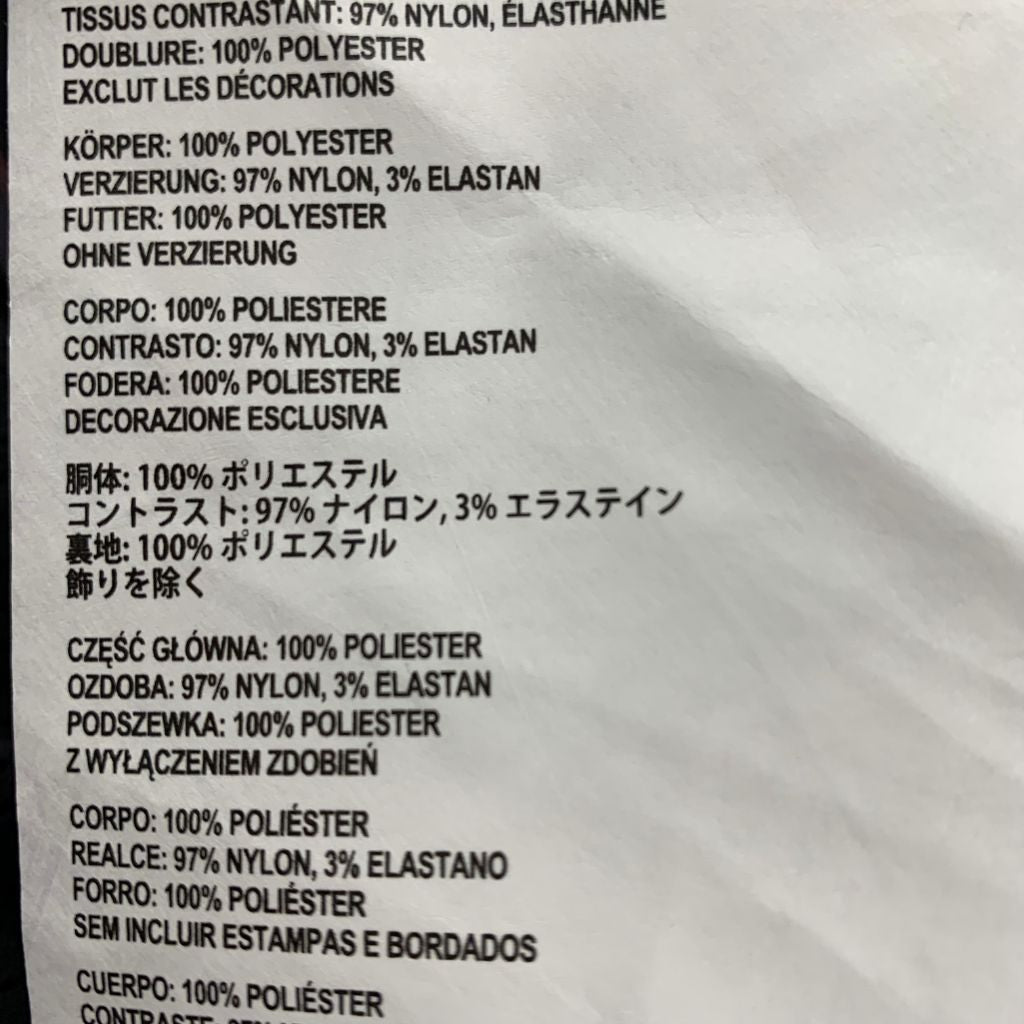 TISSUS CONTRASTANT: 97% NYLON, ÉLASTHANNE
DOUBLURE: 100% POLYESTER
EXCLUT LES DÉCORATIONS
KÖRPER: 100% POLYESTER
VERZIERUNG: 97% NYLON, 3% ELASTAN
FUTTER: 100% POLYESTER
OHNE VERZIERUNG
CORPO: 100% POLIESTERE
CONTRASTO: 97% NYLON, 3% ELASTAN
FODERA: 100% POLIESTERE
DECORAZIONE ESCLUSIVA
胴体: 100% ポリエステル
コントラスト: 97% ナイロン, 3% エラステイン
裏地: 100% ポリエステル
飾りを除く
CZĘŚĆ GŁÓWNA: 100% POLIESTER
OZDOBA: 97% NYLON, 3% ELASTAN
PODSZEWKA: 100% POLIESTER
Z WYŁĄCZENIEM ZDOBIEŃ
CORPO: 100% POLIÉSTER
REALCE: 97% NYLON, 3% ELASTANO
FORRO: 100% POLIÉSTER
SEM INCLUIR ESTAMPAS E BORDADOS
CUERPO: 100% POLIÉSTER